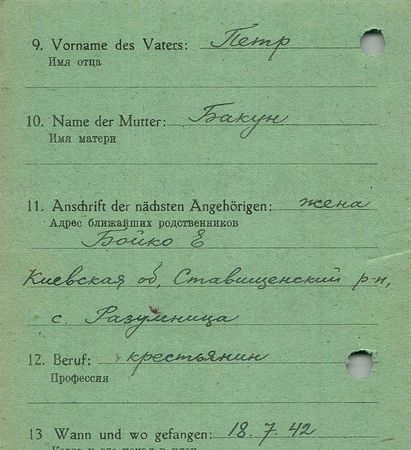 9. Vorname des Vaters: Петр
Имя отца
10. Name der Mutter: Бакун
Имя матери
11. Anschrift der nächsten Angehörigen: жена
Адрес ближайших родственников
Бойко Е
Киевская об, Ставищенский р-н,
с. Разумница
12. Beruf: крестьянин
Профессия
13 Wann und wo gefangen: 18.7.42